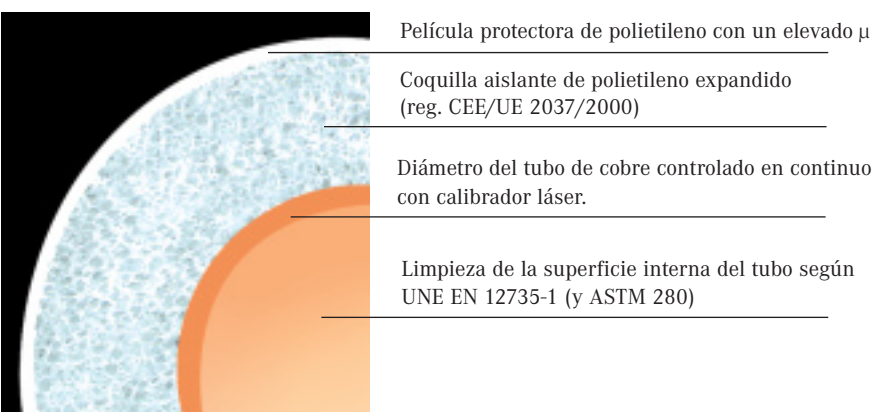 Película protectora de polietileno con un elevado µ
Coquilla aislante de polietileno expandido
(reg. CEE/UE 2037/2000)
Diámetro del tubo de cobre controlado en continuo
con calibrador láser.
Limpieza de la superficie interna del tubo según
UNE EN 12735-1 (y ASTM 280)